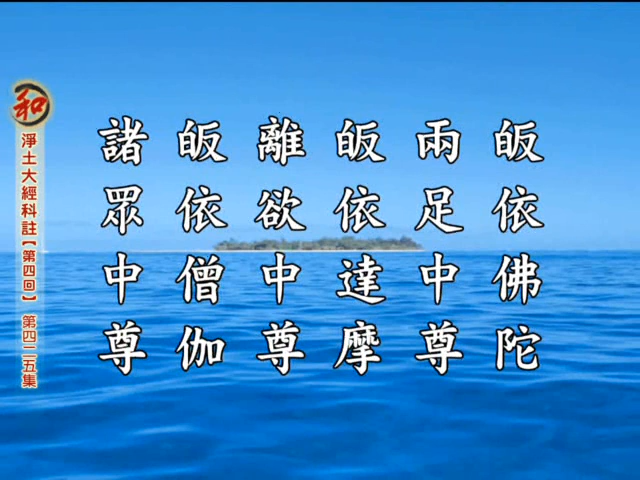 皈依佛陀
兩足中尊
皈依達摩
離欲中尊
皈依僧伽
諸眾中尊
和
淨土大經科註【第四回】 第四二五集